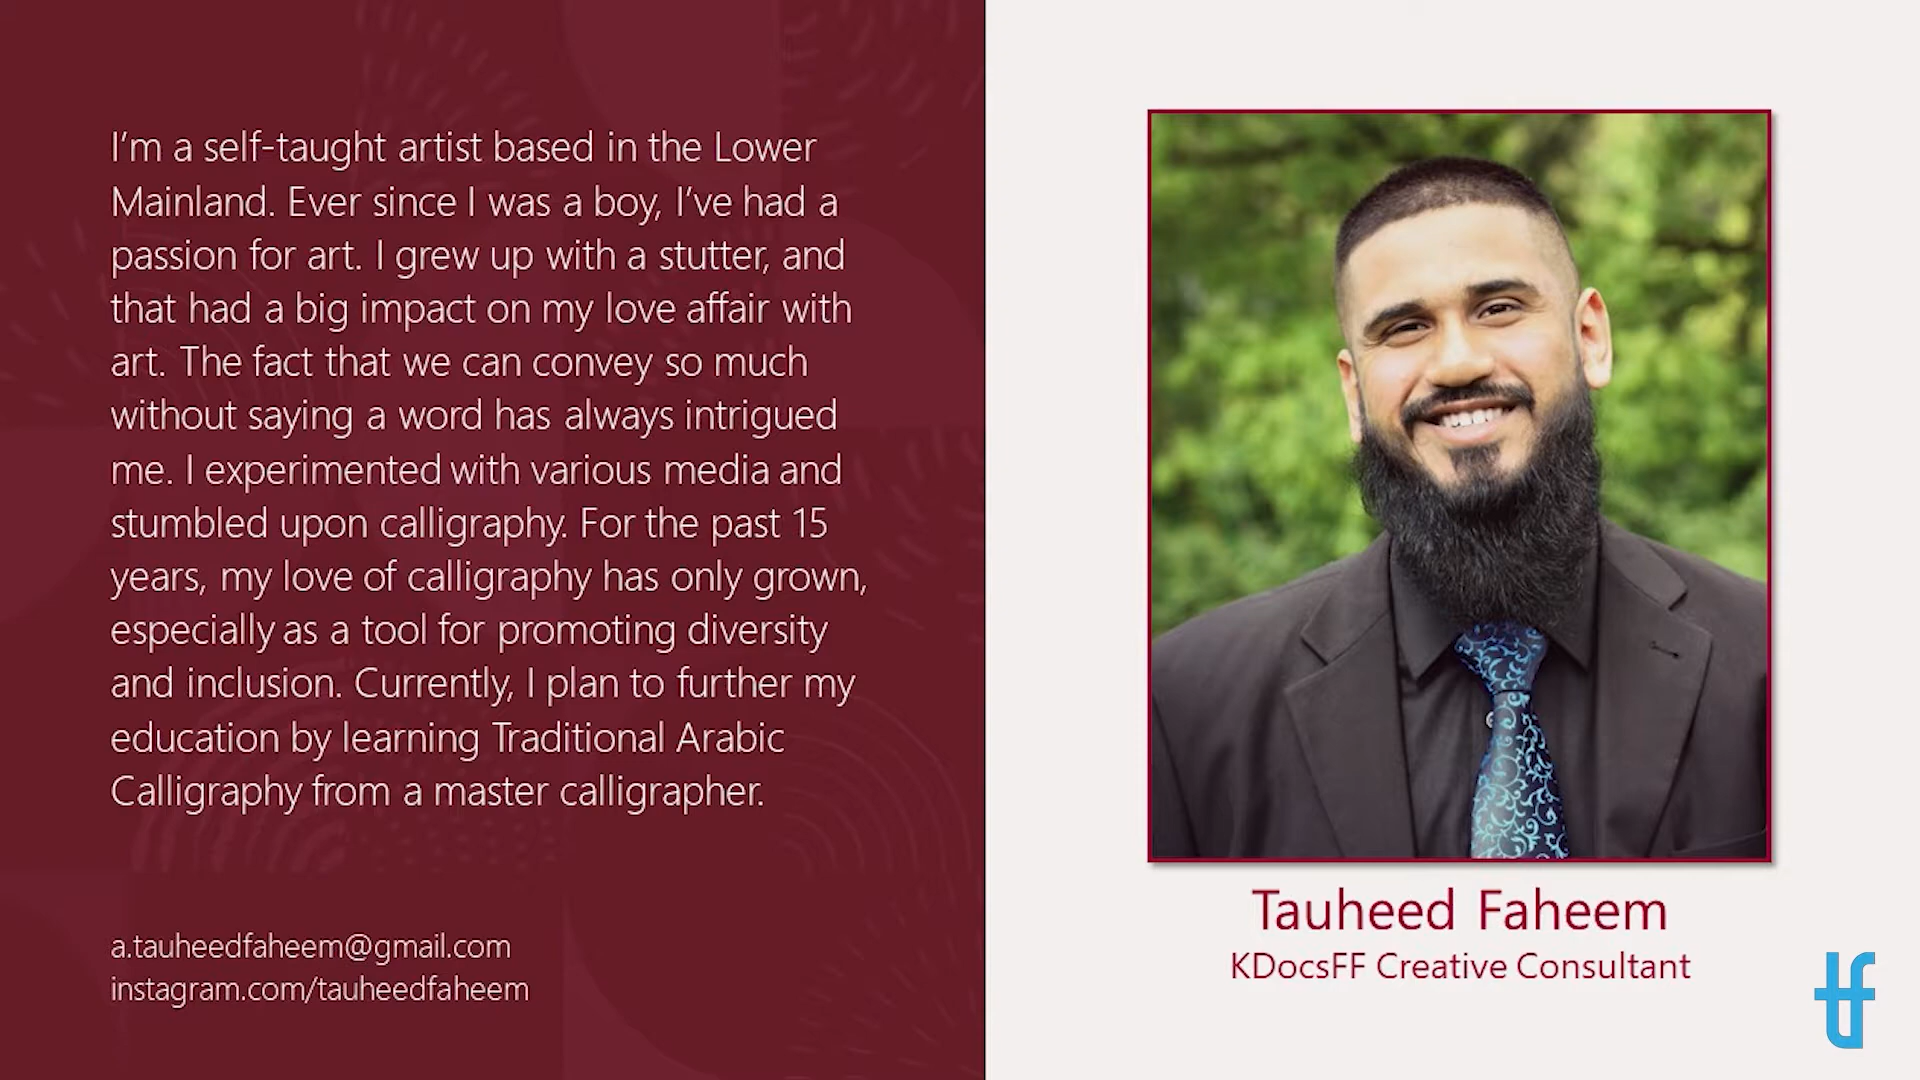 I'm a self-taught artist based in the Lower
Mainland. Ever since I was a boy, I've had a
passion for art. I grew up with a stutter, and
that had a big impact on my love affair with
art. The fact that we can convey so much
without saying a word has always intrigued
me. I experimented with various media and
stumbled upon calligraphy. For the past 15
years, my love of calligraphy has only grown,
especially as a tool for promoting diversity
and inclusion. Currently, I plan to further my
education by learning Traditional Arabic
Calligraphy from a master calligrapher.
a.tauheedfaheem@gmail.com
instagram.com/tauheedfaheem
Tauheed Faheem
KDocsFF Creative Consultant
tf